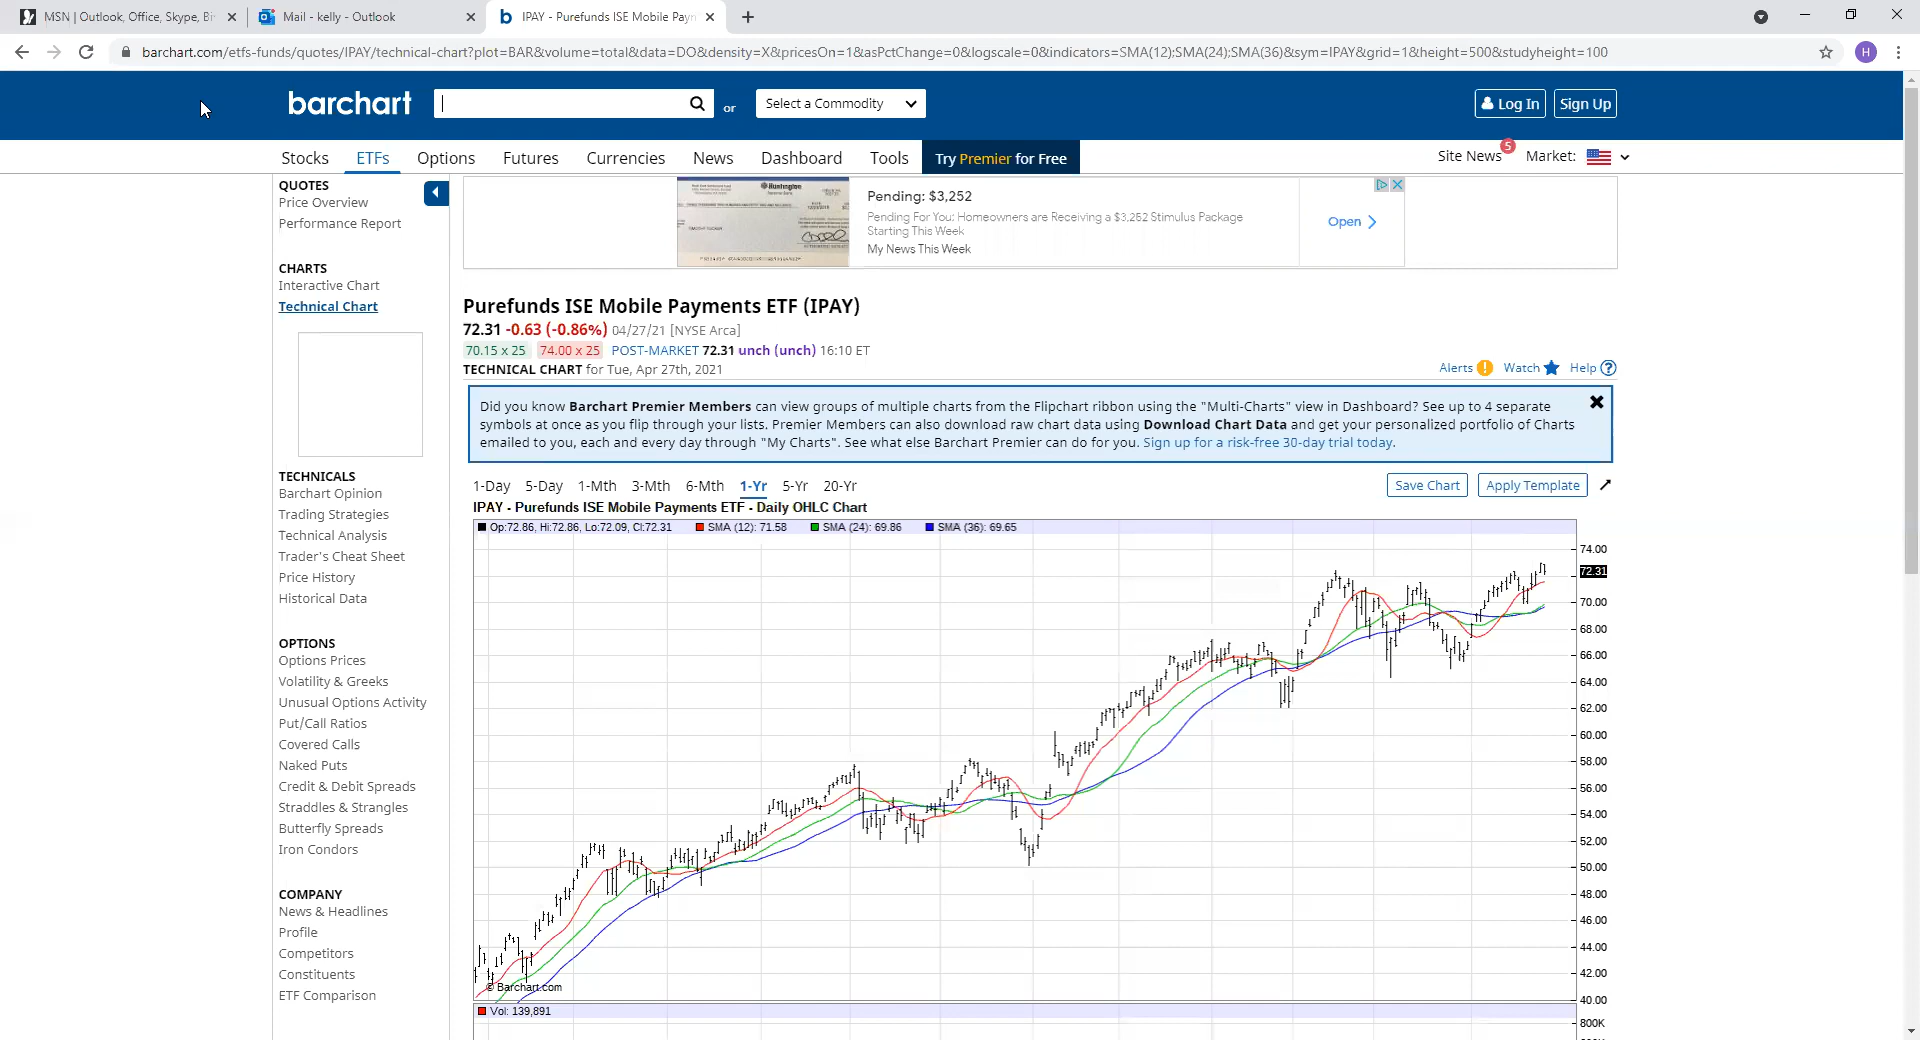 MSN | Outlook, Office, Skype, Bi
Mail - kelly - Outlook
IPAY - Purefunds ISE Mobile Payn
barchart.com/etfs-funds/quotes/IPAY/technical-chart?plot=BAR&volume=total&data=DO&density=X&pricesOn=1&asPctChange=0&logscale=0&indicators=SMA(12);SMA(24);SMA(36)&sym=IPAY&grid=1&height=500&studyheight=100
H
barchart
or
Select a Commodity
Log In
Sign Up
Stocks
ETFs
Options
Futures
Currencies
News
Dashboard
Tools
Try Premier for Free
Site News
5
Market:
QUOTES
Price Overview
Performance Report
CHARTS
Interactive Chart
Technical Chart
TECHNICALS
Barchart Opinion
Trading Strategies
Technical Analysis
Trader's Cheat Sheet
Price History
Historical Data
OPTIONS
Options Prices
Volatility & Greeks
Unusual Options Activity
Put/Call Ratios
Covered Calls
Naked Puts
Credit & Debit Spreads
Straddles & Strangles
Butterfly Spreads
Iron Condors
COMPANY
News & Headlines
Profile
Competitors
Constituents
ETF Comparison
Huntington
Pending: $3,252
Pending For You: Homeowners are Receiving a $3,252 Stimulus Package
Starting This Week
My News This Week
Open
Purefunds ISE Mobile Payments ETF (IPAY)
72.31 -0.63 (-0.86%) 04/27/21 [NYSE Arca]
70.15 x 25 74.00 x 25 POST-MARKET 72.31 unch (unch) 16:10 ET
TECHNICAL CHART for Tue, Apr 27th, 2021
Alerts
Watch
Help
Did you know Barchart Premier Members can view groups of multiple charts from the Flipchart ribbon using the "Multi-Charts" view in Dashboard? See up to 4 separate
symbols at once as you flip through your lists. Premier Members can also download raw chart data using Download Chart Data and get your personalized portfolio of Charts
emailed to you, each and every day through "My Charts". See what else Barchart Premier can do for you. Sign up for a risk-free 30-day trial today.
1-Day 5-Day 1-Mth 3-Mth 6-Mth 1-Yr 5-Yr 20-Yr
Save Chart
Apply Template
IPAY - Purefunds ISE Mobile Payments ETF - Daily OHLC Chart
Op:72.86, Hi:72.86, Lo:72.09, Cl:72.31 SMA (12): 71.58 SMA (24): 69.86 SMA (36): 69.65
74.00
72.31
70.00
68.00
66.00
64.00
62.00
60.00
58.00
56.00
54.00
52.00
50.00
48.00
46.00
44.00
42.00
40.00
© Barchart.com
Vol: 139,891
800K